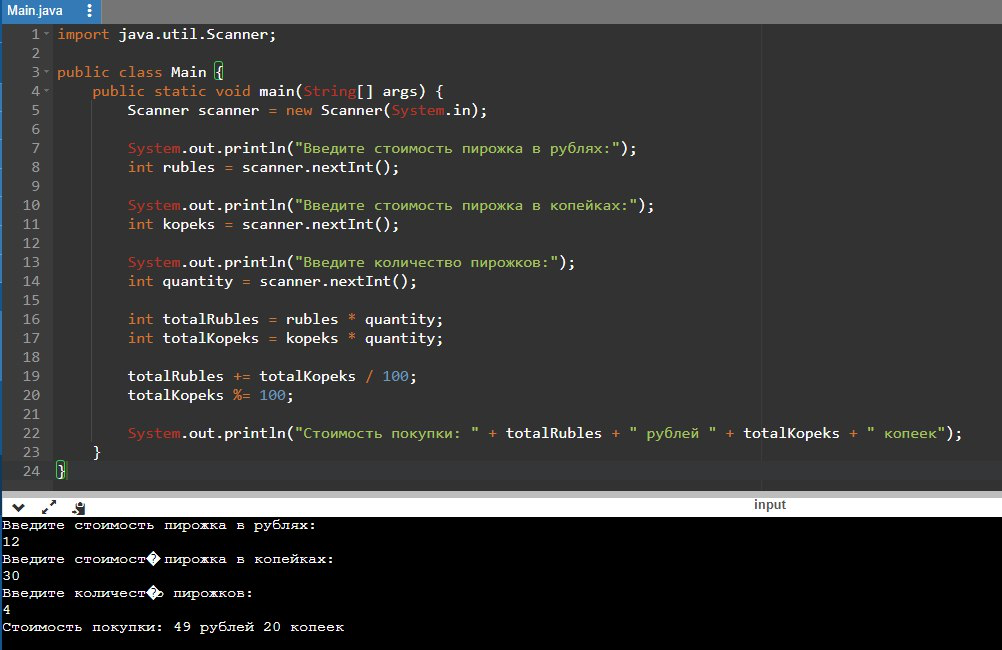 Main.java
1 import java.util.Scanner;
2
3 public class Main {
4 public static void main(String[] args) {
5 Scanner scanner = new Scanner(System.in);
6
7 System.out.println("Введите стоимость пирожка в рублях:");
8 int rubles = scanner.nextInt();
9
10 System.out.println("Введите стоимость пирожка в копейках:");
11 int kopeks = scanner.nextInt();
12
13 System.out.println("Введите количество пирожков:");
14 int quantity = scanner.nextInt();
15
16 int totalRubles = rubles * quantity;
17 int totalKopeks = kopeks * quantity;
18
19 totalRubles += totalKopeks / 100;
20 totalKopeks %= 100;
21
22 System.out.println("Стоимость покупки: " + totalRubles + " рублей " + totalKopeks + " копеек");
23 }
24 }
input
Введите стоимость пирожка в рублях:
12
Введите стоимост� пирожка в копейках:
30
Введите количест�о пирожков:
4
Стоимость покупки: 49 рублей 20 копеек